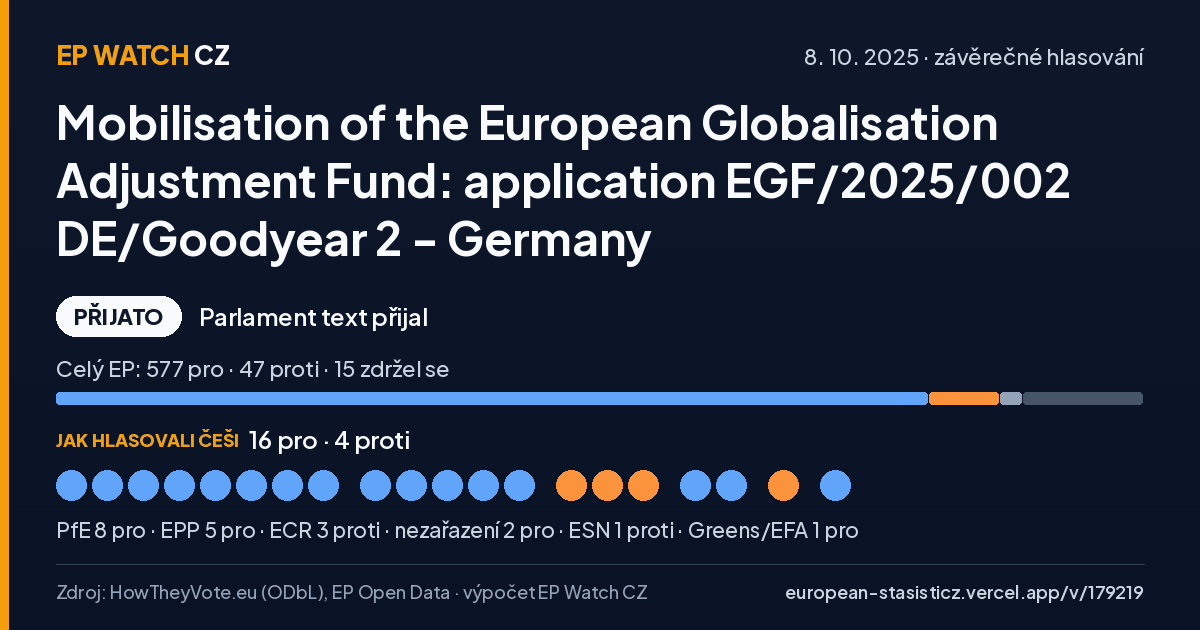 EP WATCH CZ
8. 10. 2025 · závěrečné hlasování
Mobilisation of the European Globalisation
Adjustment Fund: application EGF/2025/002
DE/Goodyear 2 – Germany
PŘIJATO Parlament text přijal
Celý EP: 577 pro · 47 proti · 15 zdržel se
JAK HLASOVALI ČEŠI 16 pro · 4 proti
PfE 8 pro · EPP 5 pro · ECR 3 proti · nezařazení 2 pro · ESN 1 proti · Greens/EFA 1 pro
Zdroj: HowTheyVote.eu (ODbL), EP Open Data · výpočet EP Watch CZ
european-stasisticz.vercel.app/v/179219